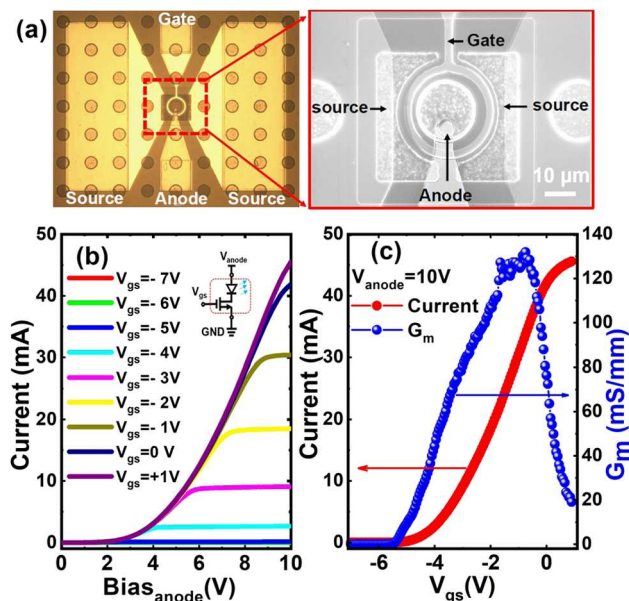 (a)
Gate
Source
Anode
Source
Gate
source
source
Anode
10 μm
(b)
V_gs=- 7V
V_gs=- 6V
V_gs=- 5V
V_gs=- 4V
V_gs=- 3V
V_gs=- 2V
V_gs=- 1V
V_gs=0 V
V_gs=+1V
V_anode
V_gs
GND
Current (mA)
50
40
30
20
10
0
0 2 4 6 8 10
Bias_anode(V)
(c)
V_anode=10V
Current
G_m
Current (mA)
50
40
30
20
10
0
-6 -4 -2 0
V_gs(V)
140
120
100
80
60
40
20
0
G_m (mS/mm)